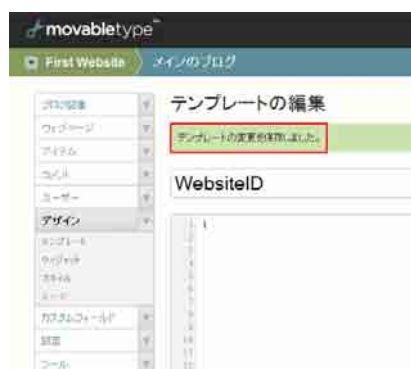 movabletype
First Website
メインのブログ
テンプレートの編集
テンプレートの変更を保存しました。
WebsiteID
ブログ記事
ウェブページ
アイテム
コメント
ユーザー
デザイン
テンプレート
ウィジェット
スタイル
テーマ
カスタムフィールド
設定
ツール